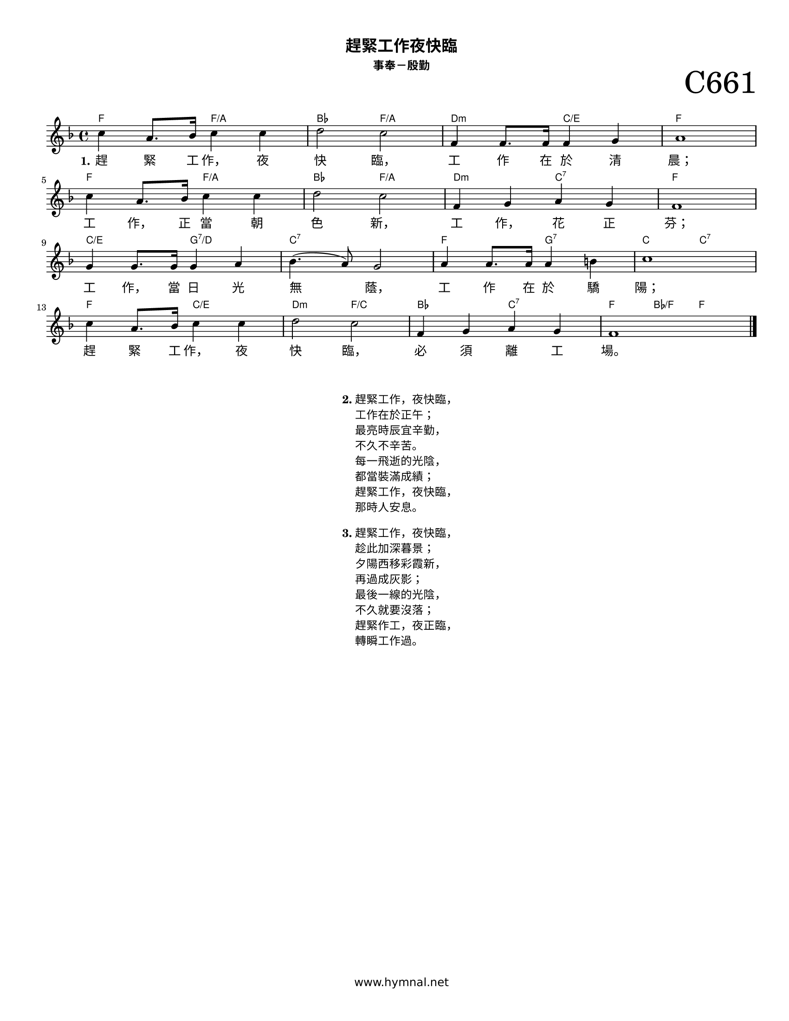 趕緊工作夜快臨
事奉－殷勤
C661
F F/A B♭ F/A Dm C/E F
1. 趕 緊 工 作， 夜 快 臨， 工 作 在 於 清 晨；
5 F F/A B♭ F/A Dm C7 F
工 作， 正 當 朝 色 新， 工 作， 花 正 芬；
9 C/E G7/D C7 F G7 C C7
工 作， 當 日 光 無 蔭， 工 作 在 於 驕 陽；
13 F C/E Dm F/C B♭ C7 F B♭/F F
趕 緊 工 作， 夜 快 臨， 必 須 離 工 場。
2. 趕緊工作，夜快臨，
工作在於正午；
最亮時辰宜辛勤，
不久不辛苦。
每一飛逝的光陰，
都當裝滿成績；
趕緊工作，夜快臨，
那時人安息。
3. 趕緊工作，夜快臨，
趁此加深暮景；
夕陽西移彩霞新，
再過成灰影；
最後一線的光陰，
不久就要沒落；
趕緊作工，夜正臨，
轉瞬工作過。
www.hymnal.net